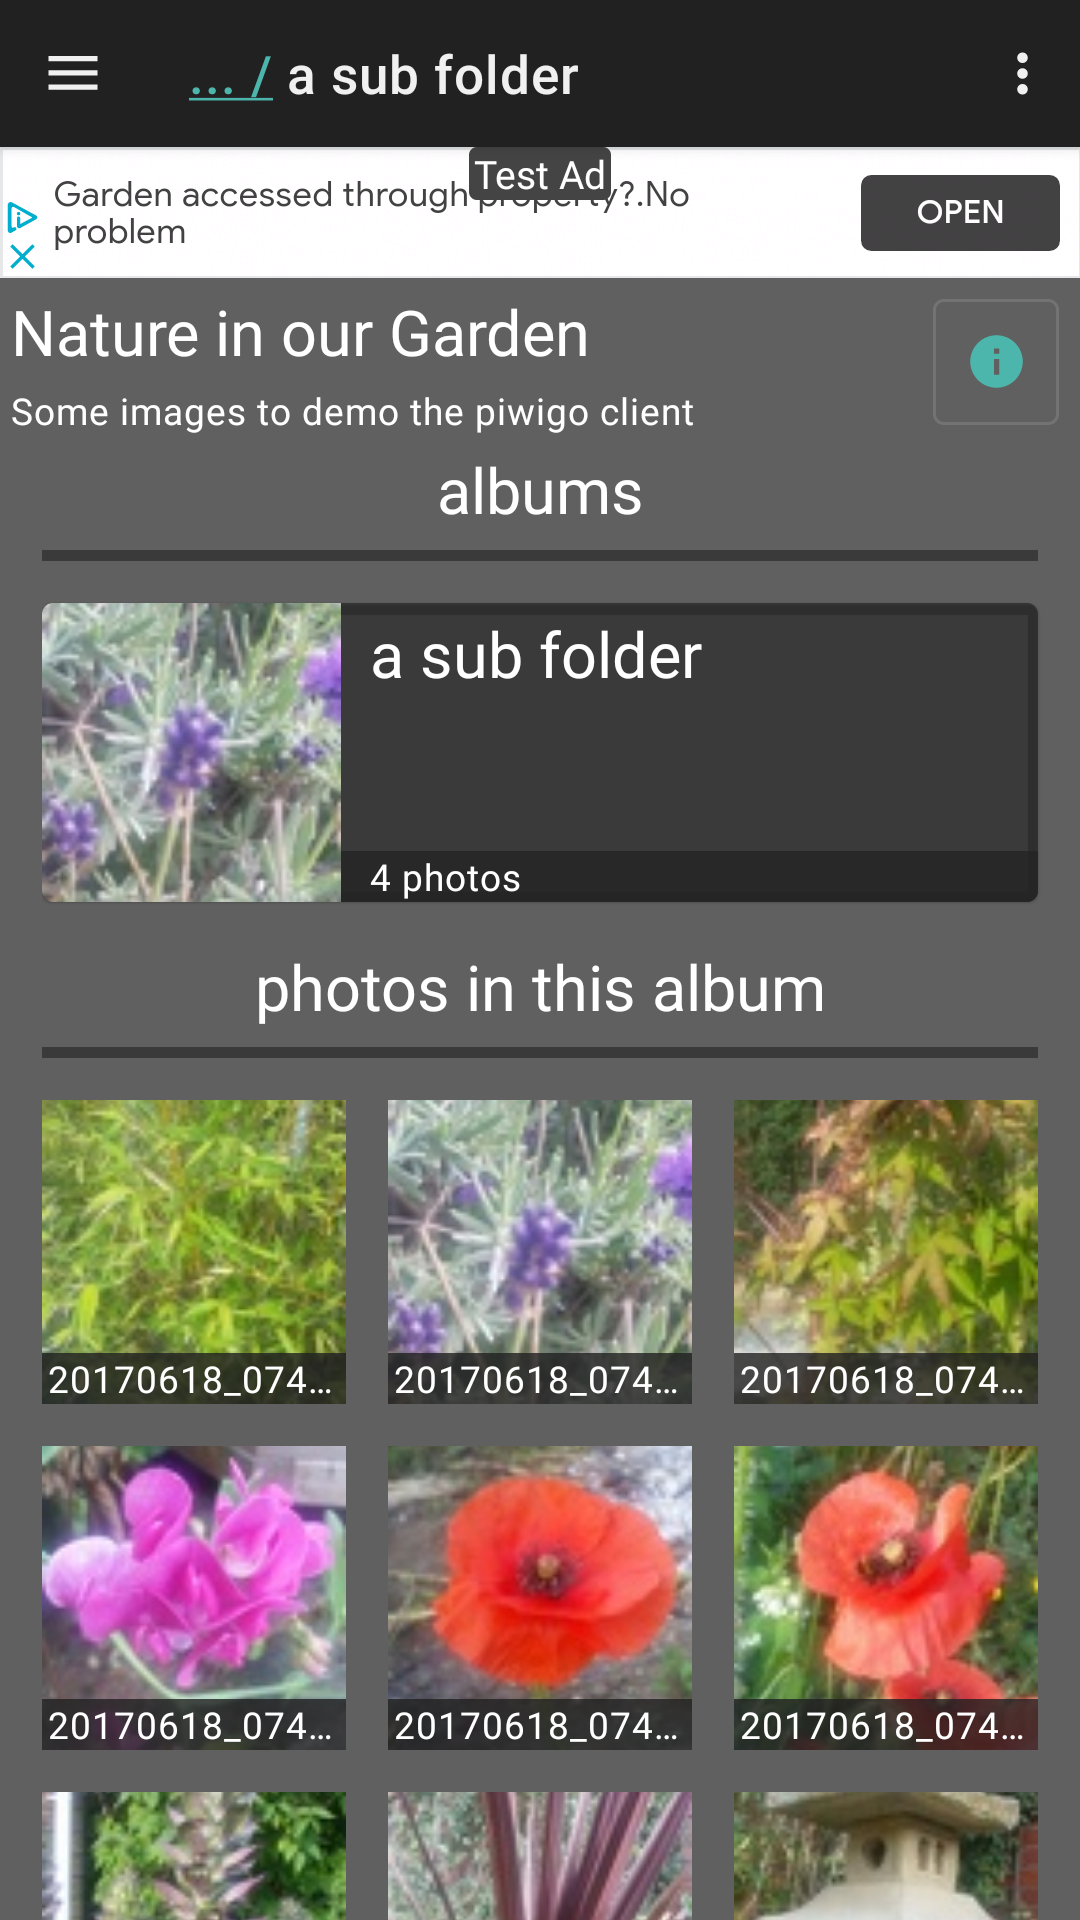 ... / a sub folder
Test Ad
Garden accessed through property?.No
problem
OPEN
Nature in our Garden
Some images to demo the piwigo client
albums
a sub folder
4 photos
photos in this album
20170618_074...
20170618_074...
20170618_074...
20170618_074...
20170618_074...
20170618_074...